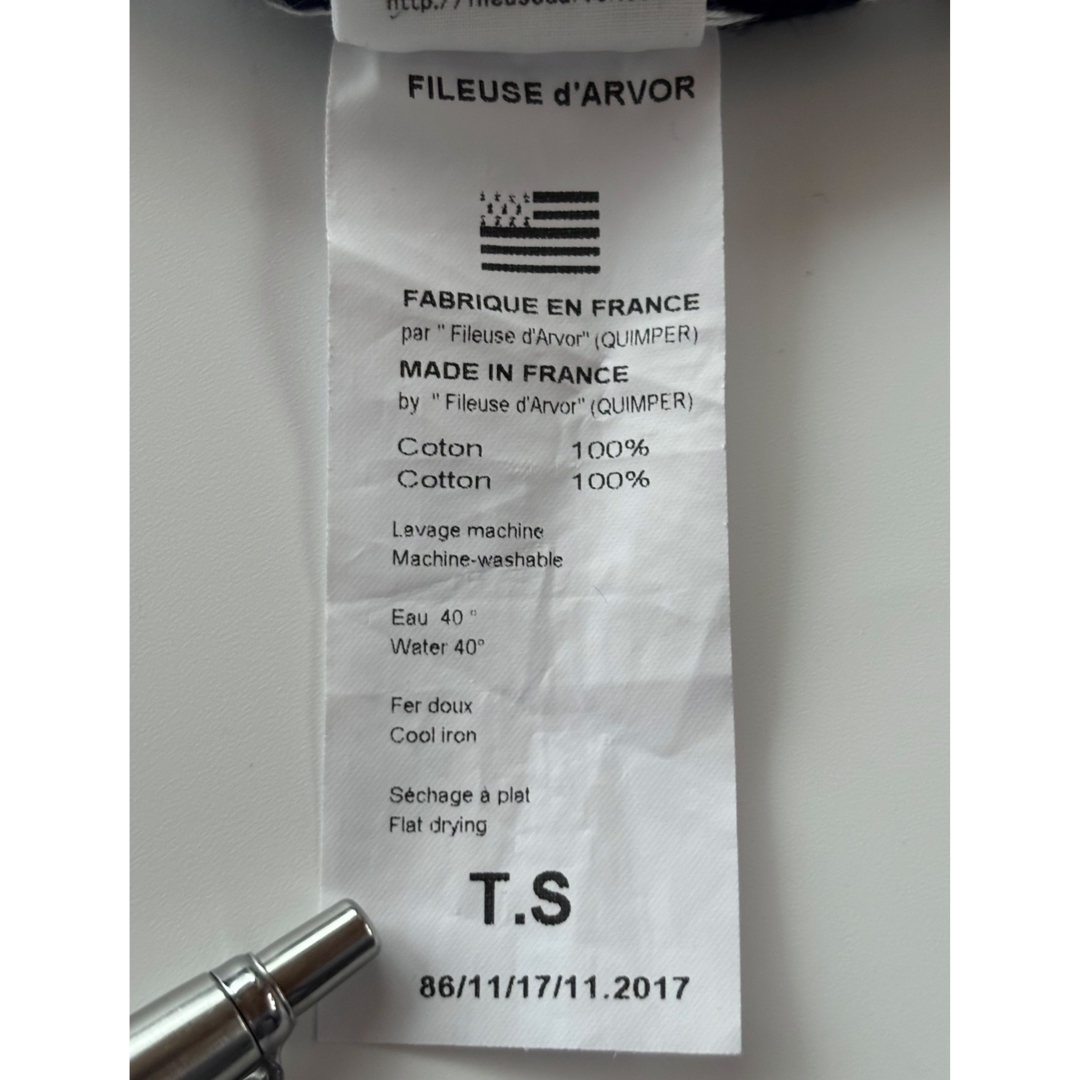 FILEUSE d'ARVOR
FABRIQUE EN FRANCE
par " Fileuse d'Arvor" (QUIMPER)
MADE IN FRANCE
by " Fileuse d'Arvor" (QUIMPER)
Coton 100%
Cotton 100%
Lavage machine
Machine-washable
Eau 40 °
Water 40°
Fer doux
Cool iron
Séchage à plat
Flat drying
T.S
86/11/17/11.2017